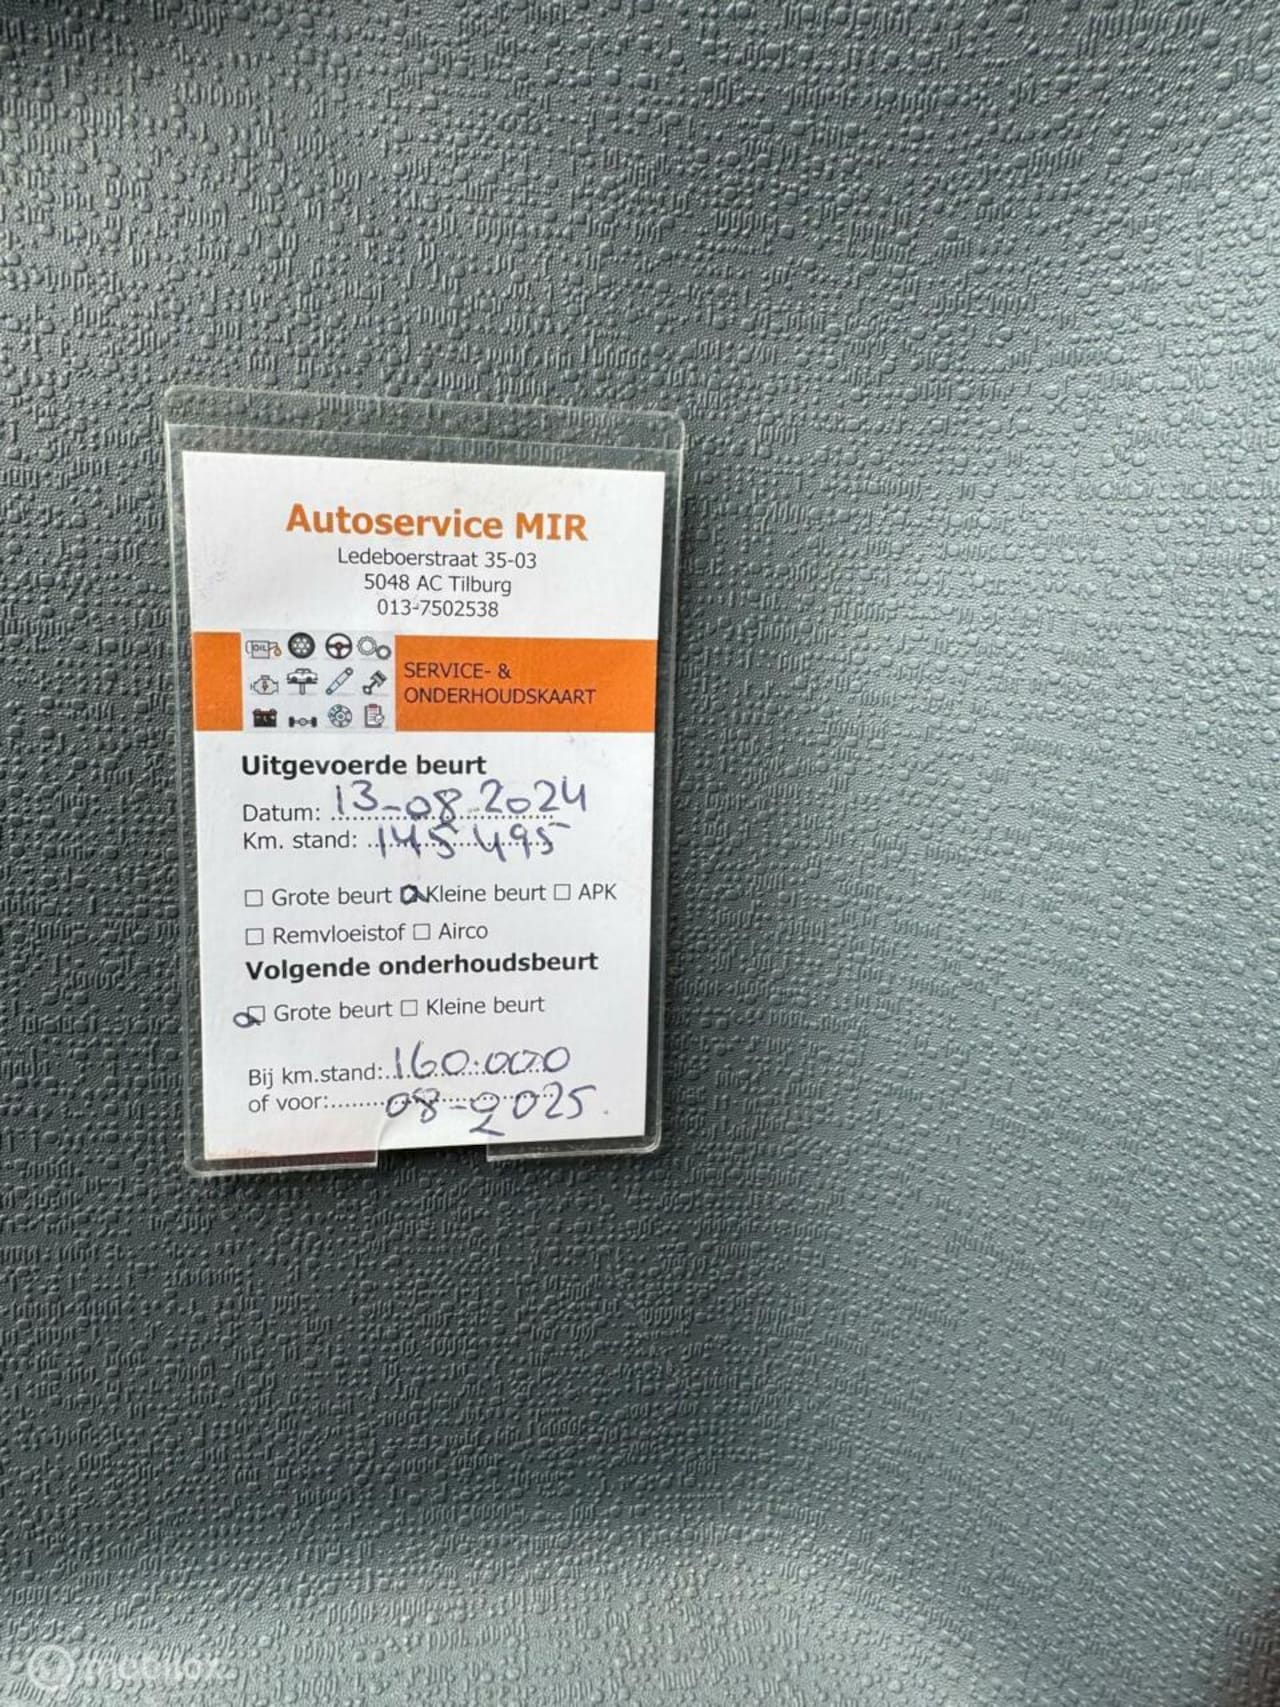 Autoservice MIR
Ledeboerstraat 35-03
5048 AC Tilburg
013-7502538
OIL
SERVICE- &
ONDERHOUDSKAART
Uitgevoerde beurt
Datum: 13-08-2024
Km. stand: 145.495
☐ Grote beurt ☑ Kleine beurt ☐ APK
☐ Remvloeistof ☐ Airco
Volgende onderhoudsbeurt
☑ Grote beurt ☐ Kleine beurt
Bij km.stand: 160.000
of voor: 08-2025